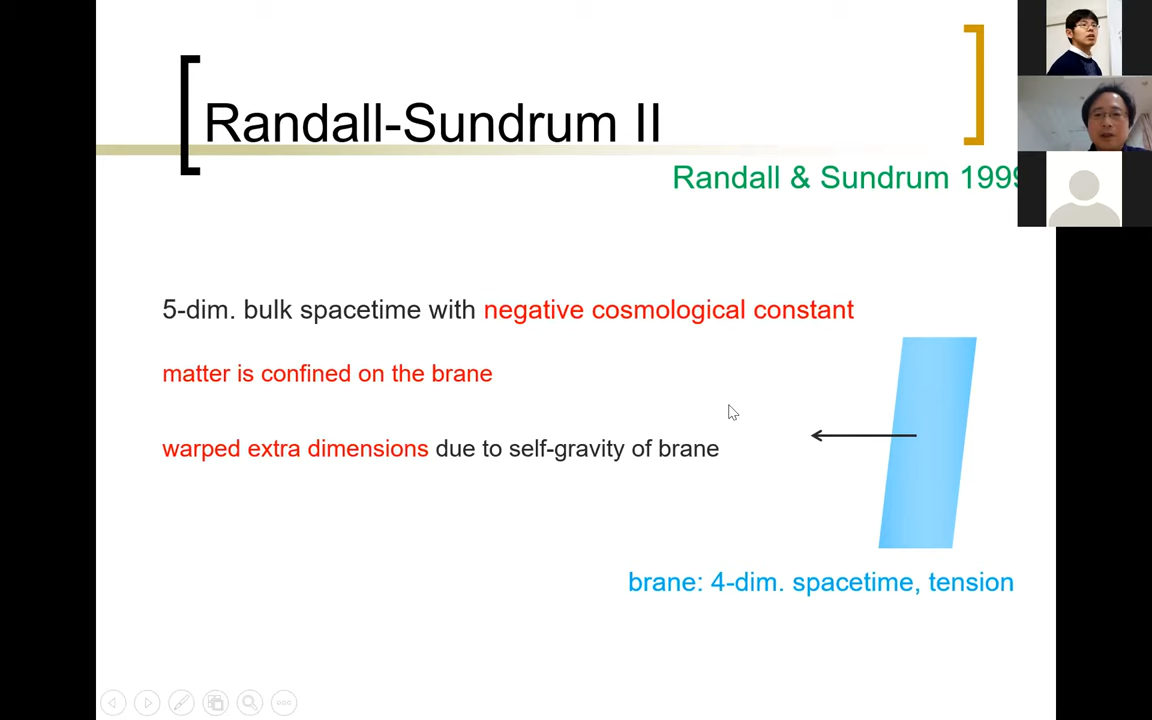 Randall-Sundrum II
Randall & Sundrum 1999
5-dim. bulk spacetime with negative cosmological constant
matter is confined on the brane
warped extra dimensions due to self-gravity of brane
brane: 4-dim. spacetime, tension